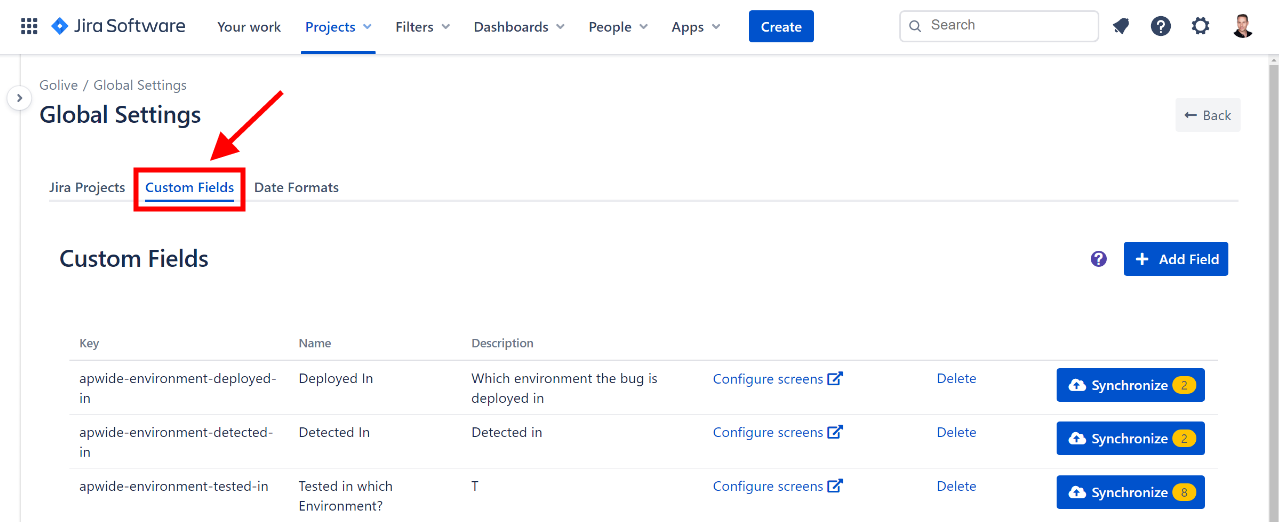 Jira Software Your work Projects Filters Dashboards People Apps Create Search
Golive / Global Settings
Global Settings
Back
Jira Projects Custom Fields Date Formats
Custom Fields
Add Field
Key Name Description
apwide-environment-deployed- Deployed In Which environment the bug is Configure screens Delete Synchronize 2
in deployed in
apwide-environment-detected- Detected In Detected in Configure screens Delete Synchronize 2
in
apwide-environment-tested-in Tested in which T Configure screens Delete Synchronize 8
Environment?